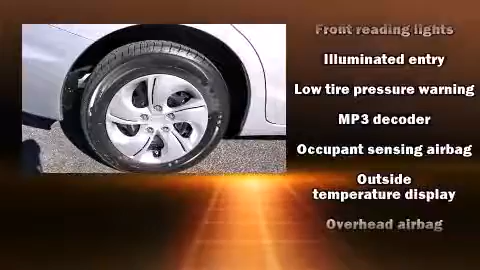 Front reading lights
Illuminated entry
Low tire pressure warning
MP3 decoder
Occupant sensing airbag
Outside
temperature display
Overhead airbag